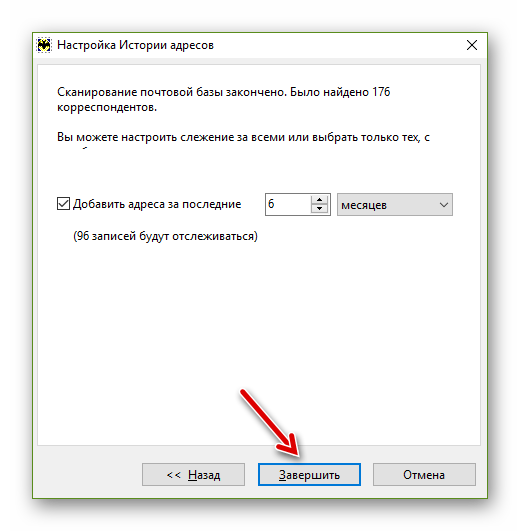 Настройка Истории адресов
Сканирование почтовой базы закончено. Было найдено 176
корреспондентов.
Вы можете настроить слежение за всеми или выбрать только тех, с
Добавить адреса за последние 6 месяцев
(96 записей будут отслеживаться)
<< Назад Завершить Отмена